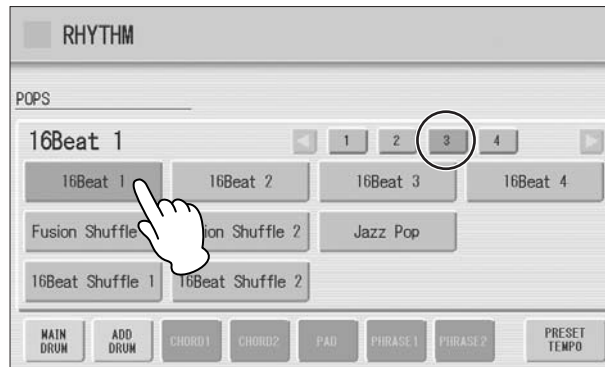 RHYTHM
POPS
16Beat 1 1 2 3 4
16Beat 1 16Beat 2 16Beat 3 16Beat 4
Fusion Shuffle ion Shuffle 2 Jazz Pop
16Beat Shuffle 1 16Beat Shuffle 2
MAIN DRUM ADD DRUM CHORD1 CHORD2 PAD PHRASE1 PHRASE2 PRESET TEMPO